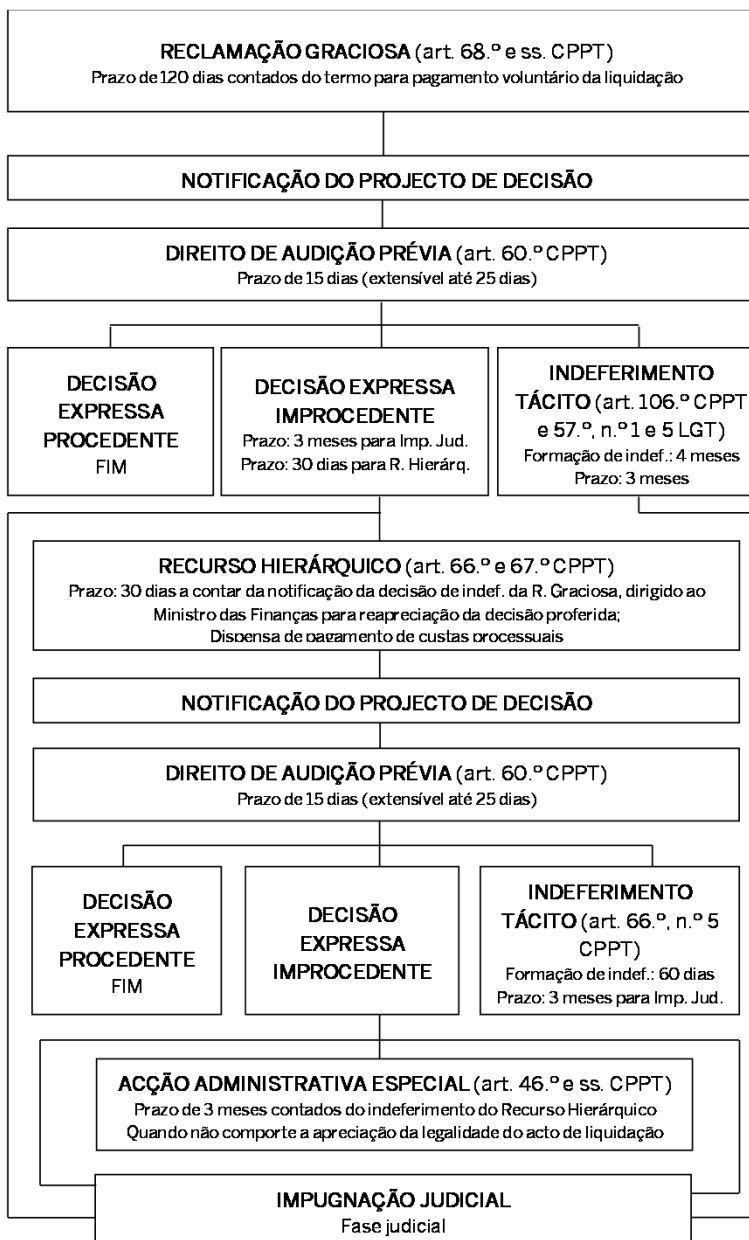 RECLAMAÇÃO GRACIOSA (art. 68.º e ss. CPPT)
Prazo de 120 dias contados do termo para pagamento voluntário da liquidação
NOTIFICAÇÃO DO PROJECTO DE DECISÃO
DIREITO DE AUDIÇÃO PRÉVIA (art. 60.º CPPT)
Prazo de 15 dias (extensível até 25 dias)
DECISÃO
EXPRESSA
PROCEDENTE
FIM
DECISÃO EXPRESSA
IMPROCEDENTE
Prazo: 3 meses para Imp. Jud.
Prazo: 30 dias para R. Hierárq.
INDEFERIMENTO
TÁCITO (art. 106.º CPPT
e 57.º, n.º 1 e 5 LGT)
Formação de indef.: 4 meses
Prazo: 3 meses
RECURSO HIERÁRQUICO (art. 66.º e 67.º CPPT)
Prazo: 30 dias a contar da notificação da decisão de indef. da R. Graciosa, dirigido ao
Ministro das Finanças para reapreciação da decisão proferida;
Dispensa de pagamento de custas processuais
NOTIFICAÇÃO DO PROJECTO DE DECISÃO
DIREITO DE AUDIÇÃO PRÉVIA (art. 60.º CPPT)
Prazo de 15 dias (extensível até 25 dias)
DECISÃO
EXPRESSA
PROCEDENTE
FIM
DECISÃO
EXPRESSA
IMPROCEDENTE
INDEFERIMENTO
TÁCITO (art. 66.º, n.º 5
CPPT)
Formação de indef.: 60 dias
Prazo: 3 meses para Imp. Jud.
ACÇÃO ADMINISTRATIVA ESPECIAL (art. 46.º e ss. CPPT)
Prazo de 3 meses contados do indeferimento do Recurso Hierárquico
Quando não comporte a apreciação da legalidade do acto de liquidação
IMPUGNAÇÃO JUDICIAL
Fase judicial